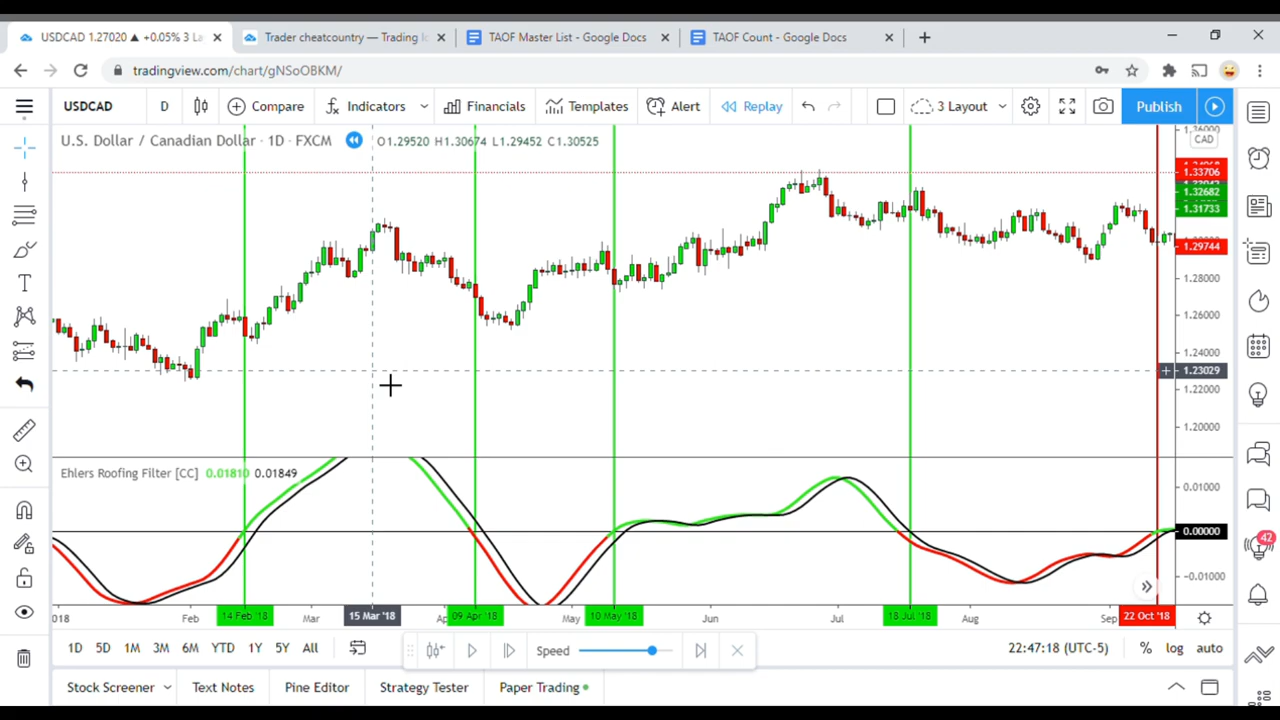 USDCAD 1.27020 ▲ +0.05% 3 La
Trader cheatcountry — Trading I
TAOF Master List - Google Docs
TAOF Count - Google Docs
tradingview.com/chart/gNSoOBKM/
USDCAD D Compare Indicators Financials Templates Alert Replay 3 Layout Publish
U.S. Dollar / Canadian Dollar · 1D · FXCM O1.29520 H1.30674 L1.29452 C1.30525
CAD
1.33706
1.32682
1.31733
1.29744
1.28000
1.26000
1.24000
1.23029
1.22000
1.20000
Ehlers Roofing Filter [CC] 0.01810 0.01849
0.01000
0.00000
-0.01000
018 Feb 14 Feb '18 Mar 15 Mar '18 09 Apr '18 May 10 May '18 Jun Jul 18 Jul '18 Aug Sep 22 Oct '18
42
1D 5D 1M 3M 6M YTD 1Y 5Y All Speed 22:47:18 (UTC-5) % log auto
Stock Screener Text Notes Pine Editor Strategy Tester Paper Trading